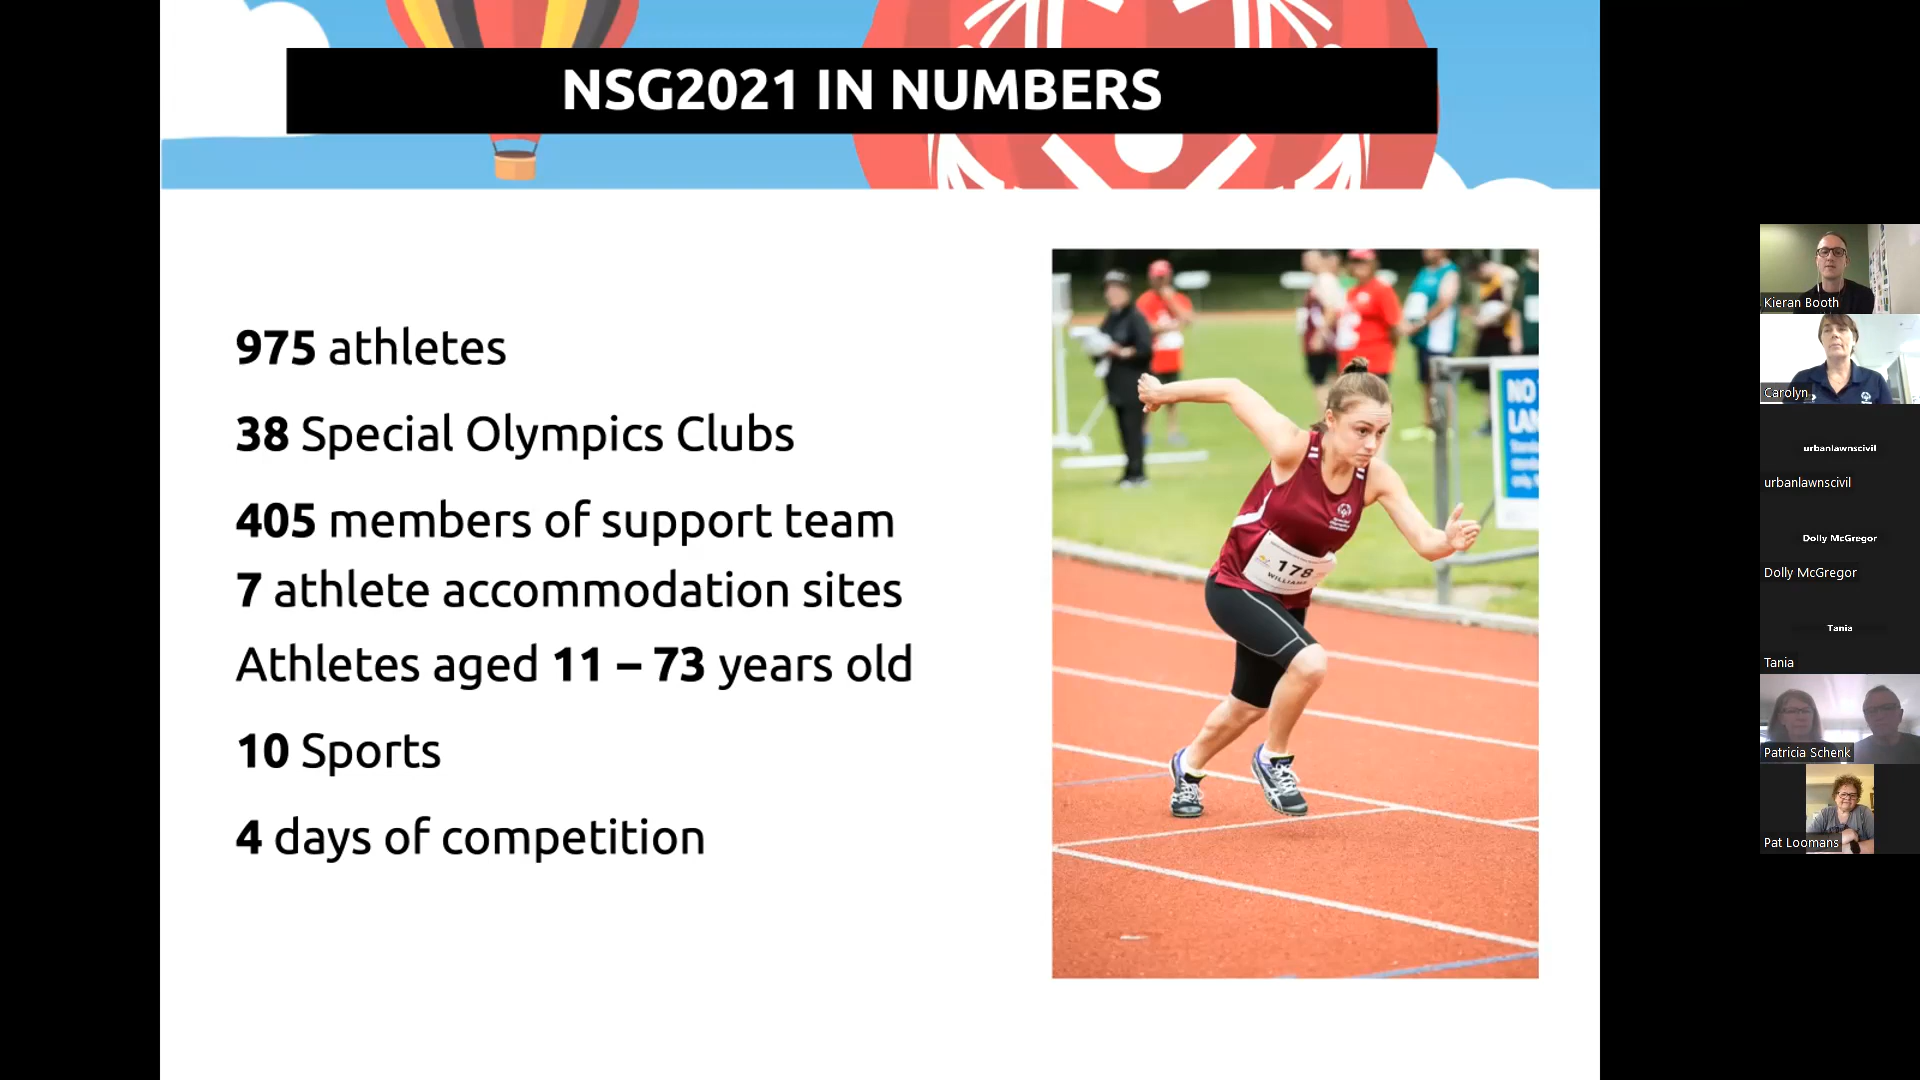 NSG2021 IN NUMBERS
975 athletes
38 Special Olympics Clubs
405 members of support team
7 athlete accommodation sites
Athletes aged 11 – 73 years old
10 Sports
4 days of competition
NO
178
Kieran Booth
Carolyn
urbanlawnscivil
urbanlawnscivil
Dolly McGregor
Dolly McGregor
Tania
Tania
Patricia Schenk
Pat Loomans